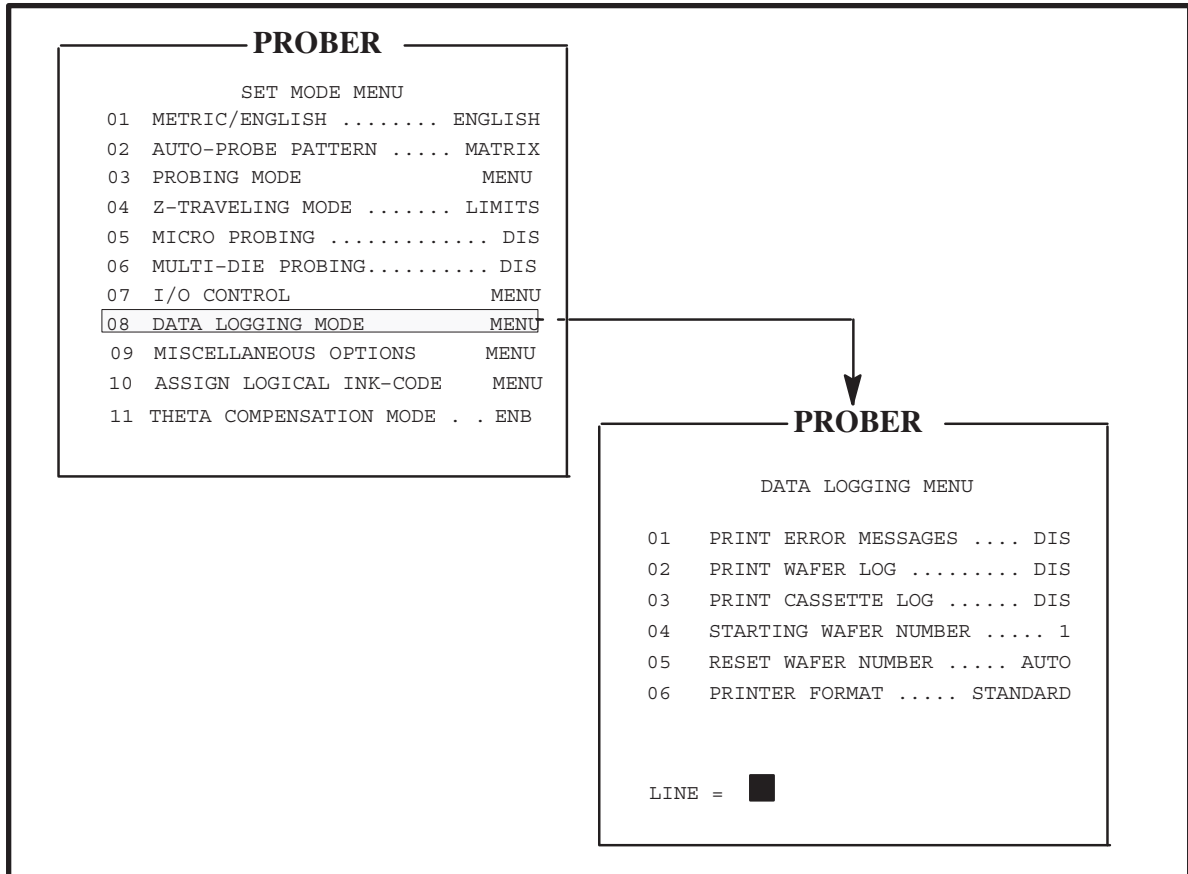 PROBER
SET MODE MENU
01 METRIC/ENGLISH ........ ENGLISH
02 AUTO-PROBE PATTERN ..... MATRIX
03 PROBING MODE MENU
04 Z-TRAVELING MODE ....... LIMITS
05 MICRO PROBING ............. DIS
06 MULTI-DIE PROBING.......... DIS
07 I/O CONTROL MENU
08 DATA LOGGING MODE MENU
09 MISCELLANEOUS OPTIONS MENU
10 ASSIGN LOGICAL INK-CODE MENU
11 THETA COMPENSATION MODE . . ENB
PROBER
DATA LOGGING MENU
01 PRINT ERROR MESSAGES .... DIS
02 PRINT WAFER LOG ......... DIS
03 PRINT CASSETTE LOG ...... DIS
04 STARTING WAFER NUMBER ..... 1
05 RESET WAFER NUMBER ..... AUTO
06 PRINTER FORMAT ..... STANDARD
LINE =